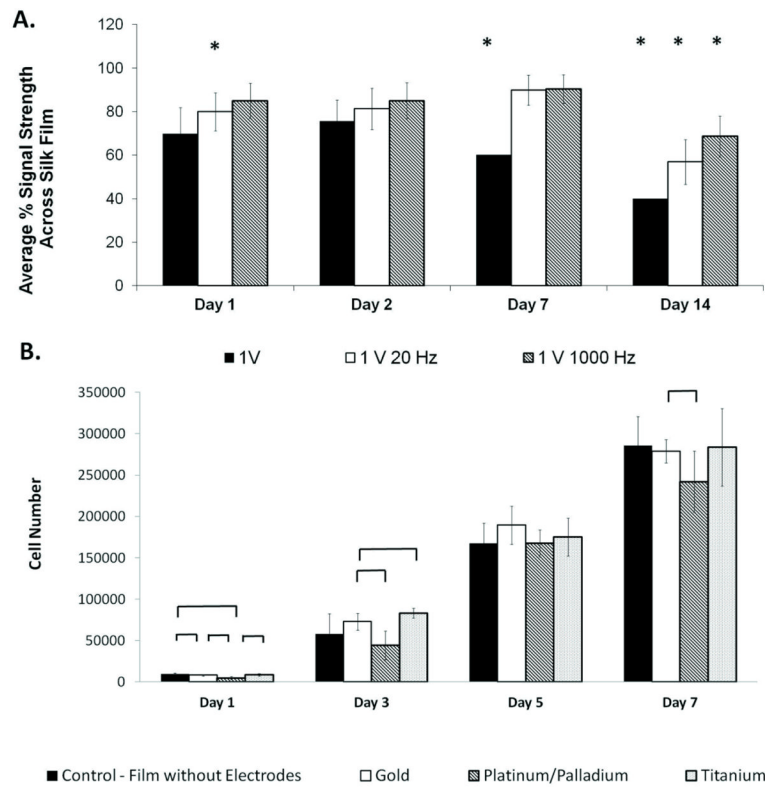 A.
Average % Signal Strength
Across Silk Film
120
100
80
60
40
20
0
*
*
* * *
Day 1 Day 2 Day 7 Day 14
1V 1 V 20 Hz 1 V 1000 Hz
B.
Cell Number
350000
300000
250000
200000
150000
100000
50000
0
Day 1 Day 3 Day 5 Day 7
Control - Film without Electrodes Gold Platinum/Palladium Titanium